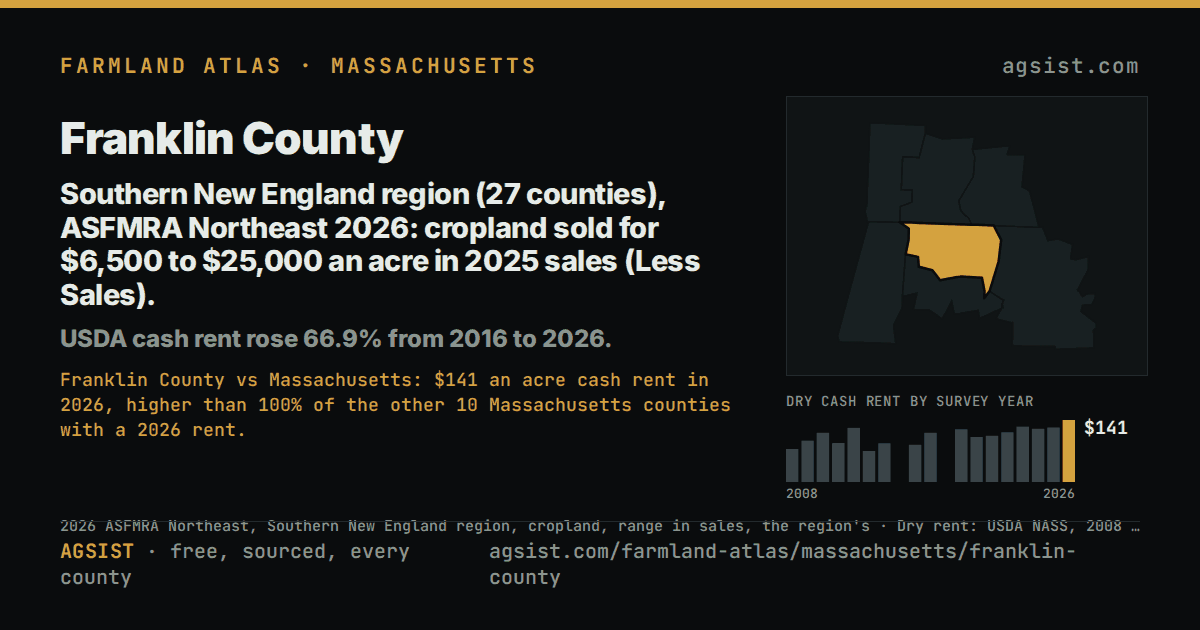 FARMLAND ATLAS · MASSACHUSETTS
agsist.com
Franklin County
Southern New England region (27 counties),
ASFMRA Northeast 2026: cropland sold for
$6,500 to $25,000 an acre in 2025 sales (Less
Sales).
USDA cash rent rose 66.9% from 2016 to 2026.
Franklin County vs Massachusetts: $141 an acre cash rent in
2026, higher than 100% of the other 10 Massachusetts counties
with a 2026 rent.
DRY CASH RENT BY SURVEY YEAR
$141
2008
2026
2026 ASFMRA Northeast, Southern New England region, cropland, range in sales, the region's · Dry rent: USDA NASS, 2008 …
AGSIST · free, sourced, every
county
agsist.com/farmland-atlas/massachusetts/franklin-
county